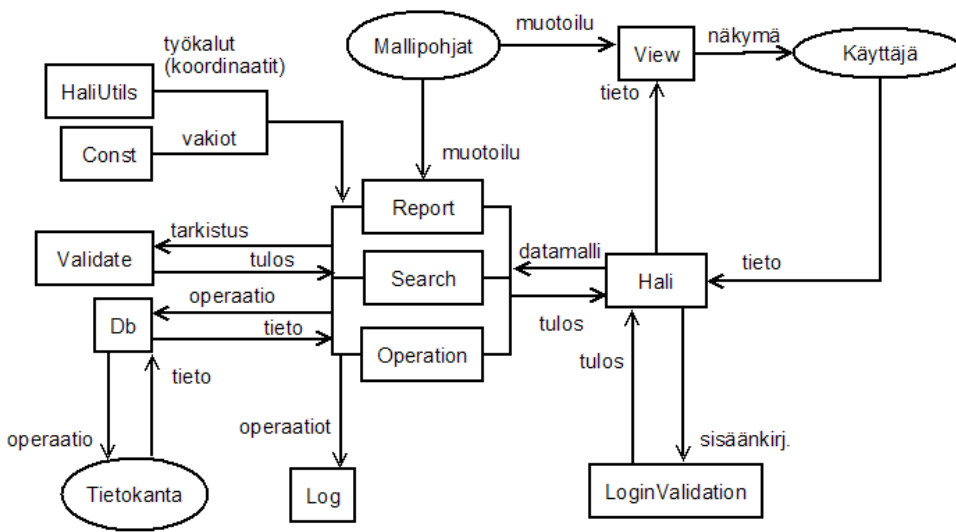 työkalut
(koordinaatit)
Mallipohjat
muotoilu
View
näkymä
Käyttäjä
HaliUtils
tieto
Const
vakiot
muotoilu
Report
tarkistus
Validate
tulos
datamalli
Search
Hali
tieto
operaatio
Db
tieto
tulos
Operation
tulos
tieto
operaatio
operaatiot
sisäänkirj.
Tietokanta
Log
LoginValidation